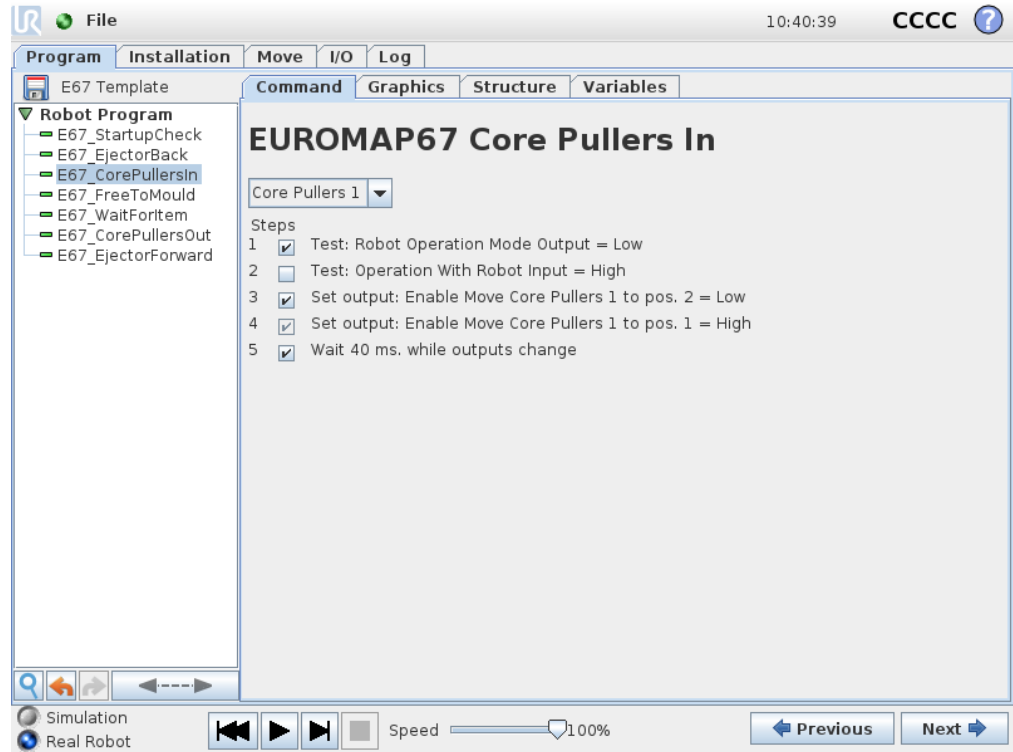 UR File 10:40:39 CCCC ?
Program Installation Move I/O Log
E67 Template
Command Graphics Structure Variables
Robot Program
E67_StartupCheck
E67_EjectorBack
E67_CorePullersIn
E67_FreeToMould
E67_WaitForItem
E67_CorePullersOut
E67_EjectorForward
EUROMAP67 Core Pullers In
Core Pullers 1
Steps
1 Test: Robot Operation Mode Output = Low
2 Test: Operation With Robot Input = High
3 Set output: Enable Move Core Pullers 1 to pos. 2 = Low
4 Set output: Enable Move Core Pullers 1 to pos. 1 = High
5 Wait 40 ms. while outputs change
Simulation
Real Robot
Speed 100%
Previous Next